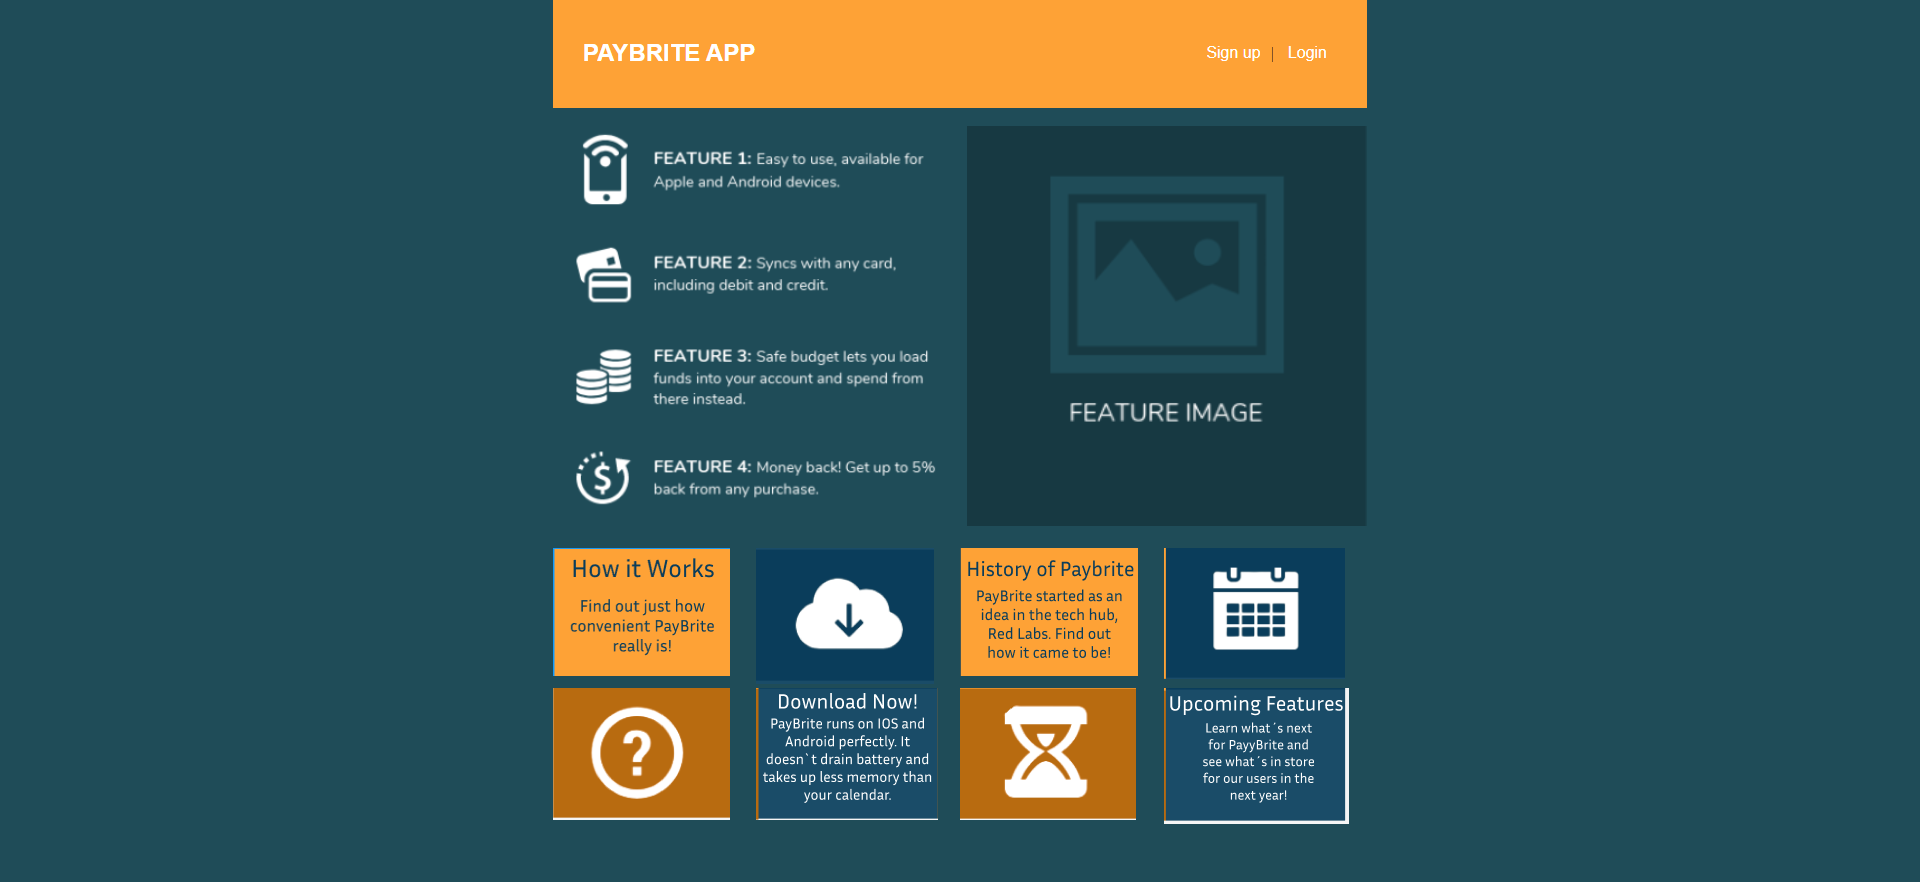 PAYBRITE APP
Sign up | Login
FEATURE 1: Easy to use, available for
Apple and Android devices.
FEATURE 2: Syncs with any card,
including debit and credit.
FEATURE 3: Safe budget lets you load
funds into your account and spend from
there instead.
FEATURE 4: Money back! Get up to 5%
back from any purchase.
FEATURE IMAGE
How it Works
Find out just how
convenient PayBrite
really is!
History of Paybrite
PayBrite started as an
idea in the tech hub,
Red Labs. Find out
how it came to be!
Download Now!
PayBrite runs on IOS and
Android perfectly. It
doesn`t drain battery and
takes up less memory than
your calendar.
Upcoming Features
Learn what´s next
for PayyBrite and
see what´s in store
for our users in the
next year!